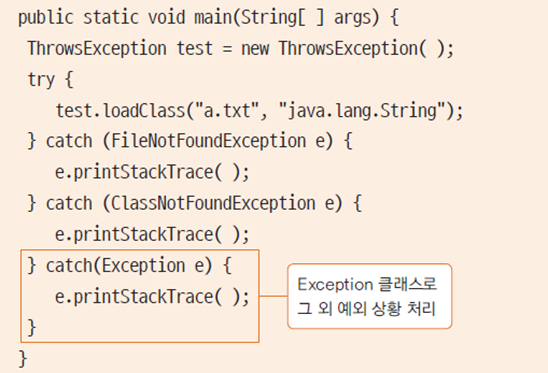 public static void main(String[ ] args) {
ThrowsException test = new ThrowsException( );
try {
test.loadClass("a.txt", "java.lang.String");
} catch (FileNotFoundException e) {
e.printStackTrace( );
} catch (ClassNotFoundException e) {
e.printStackTrace( );
} catch(Exception e) {
e.printStackTrace( );
}
}
Exception 클래스로
그 외 예외 상황 처리